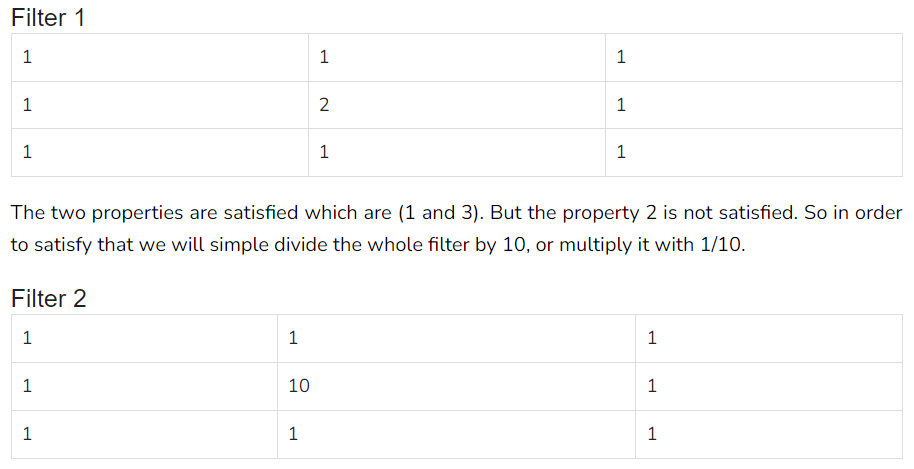 Filter 1
1 1 1
1 2 1
1 1 1
The two properties are satisfied which are (1 and 3). But the property 2 is not satisfied. So in order
to satisfy that we will simple divide the whole filter by 10, or multiply it with 1/10.
Filter 2
1 1 1
1 10 1
1 1 1